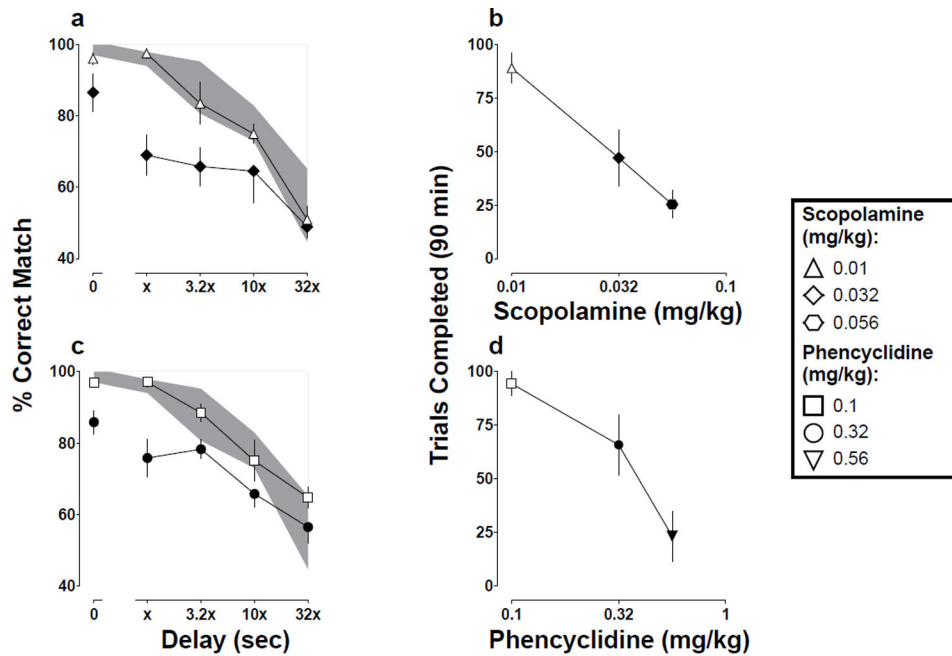 a
100
80
60
40
0 x 3.2x 10x 32x
b
100
75
50
25
0
0.01 0.032 0.1
Scopolamine (mg/kg)
c
100
80
60
40
0 x 3.2x 10x 32x
Delay (sec)
d
100
75
50
25
0
0.1 0.32 1
Phencyclidine (mg/kg)
% Correct Match
Trials Completed (90 min)
Scopolamine
(mg/kg):
0.01
0.032
0.056
Phencyclidine
(mg/kg):
0.1
0.32
0.56